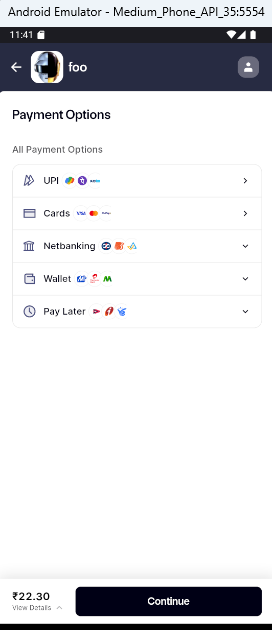 Android Emulator - Medium_Phone_API_35:5554
11:41
foo
Payment Options
All Payment Options
UPI
Cards VISA
Netbanking
Wallet
Pay Later
₹22.30
View Details
Continue